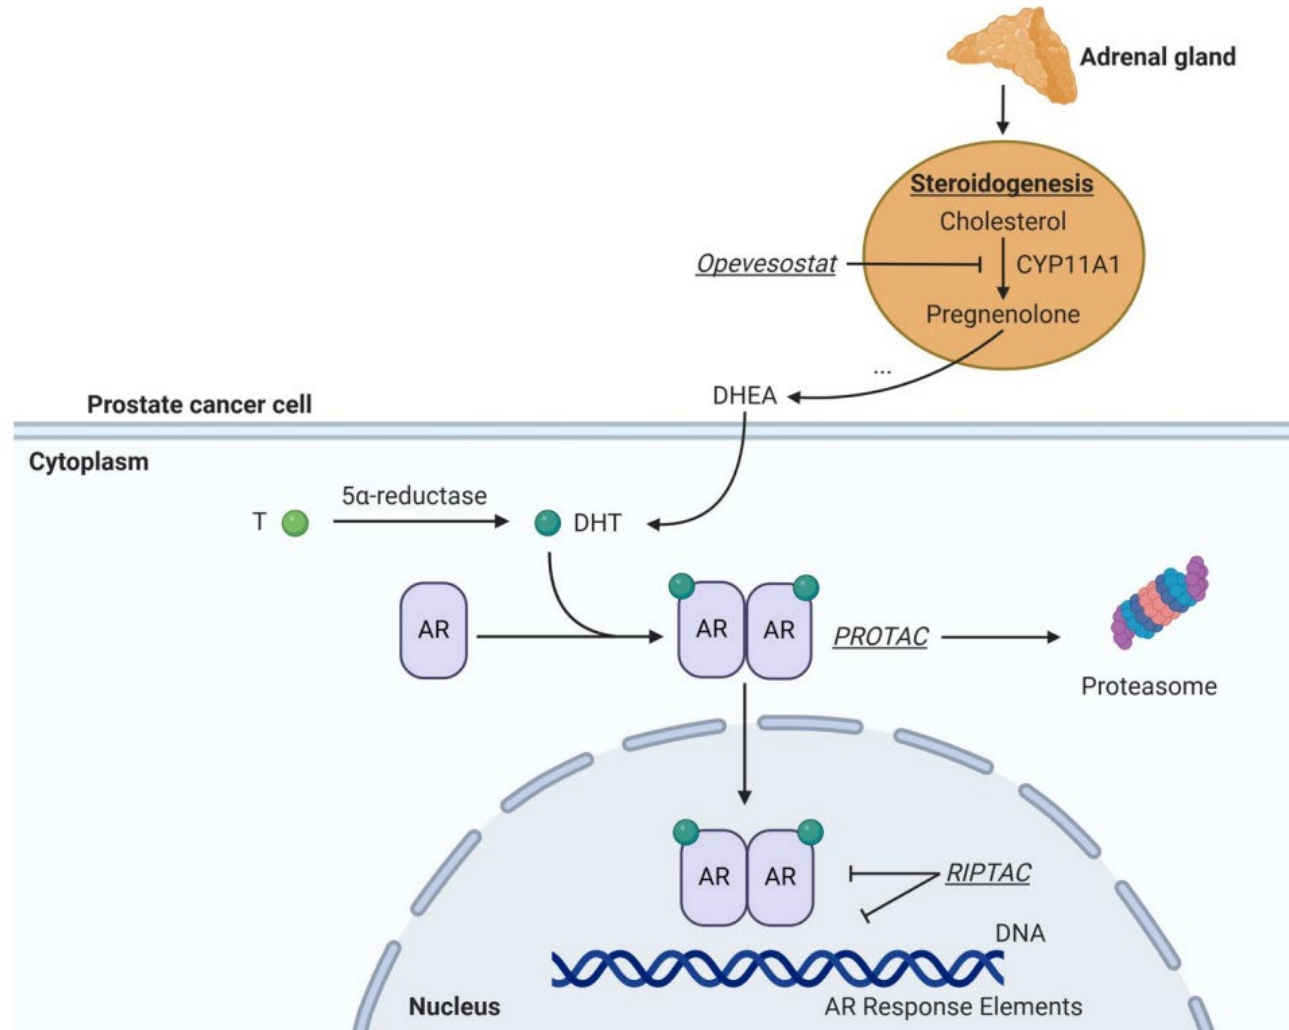 Adrenal gland
Steroidogenesis
Cholesterol
Opevesostat
CYP11A1
Pregnenolone
...
DHEA
Prostate cancer cell
Cytoplasm
5α-reductase
T
DHT
AR
AR
AR
PROTAC
Proteasome
AR
AR
RIPTAC
DNA
Nucleus
AR Response Elements